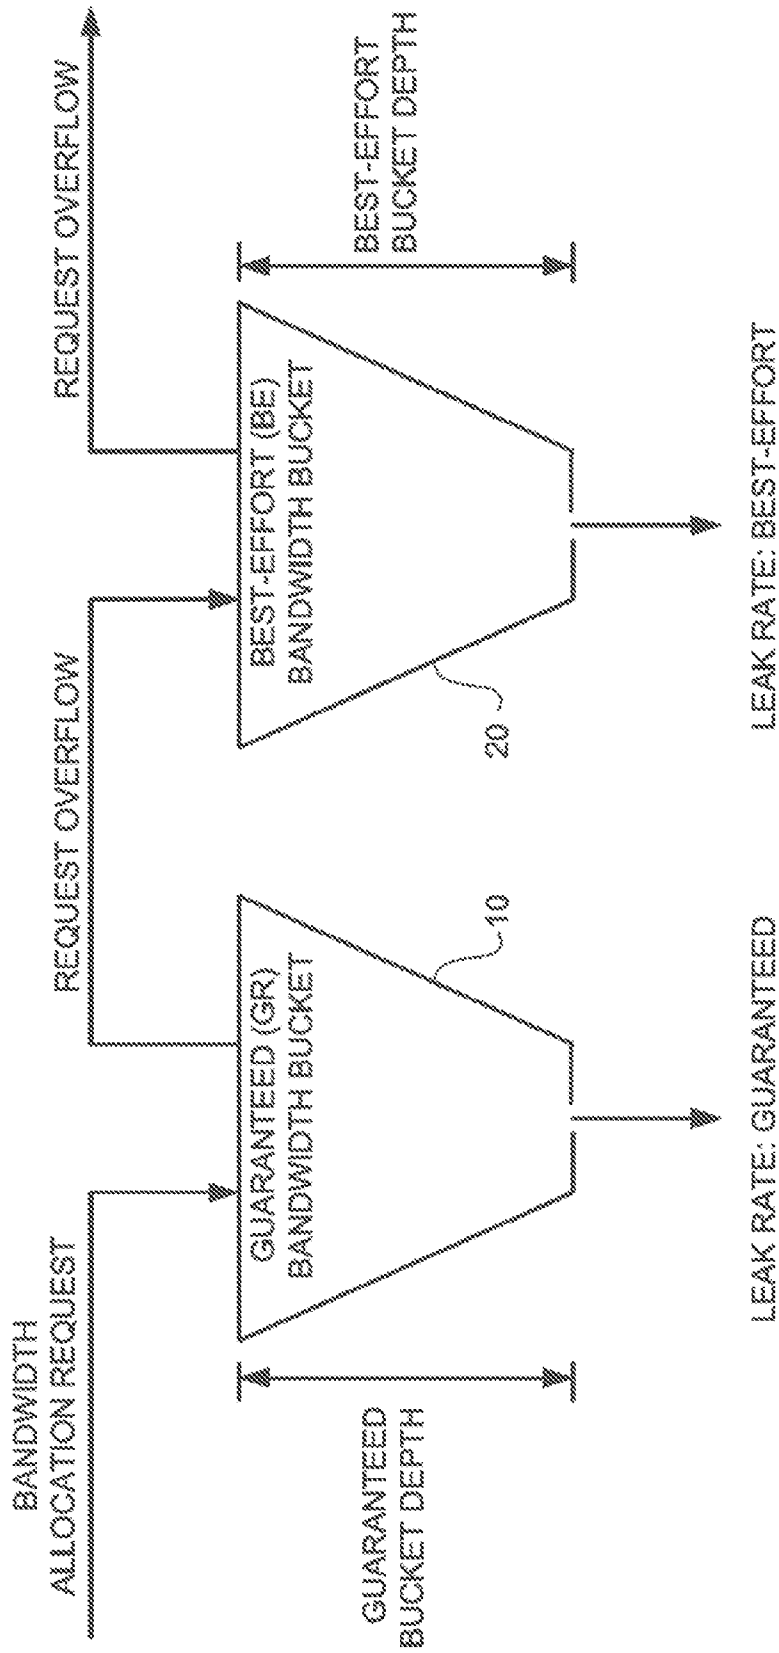 BANDWIDTH
ALLOCATION REQUEST
REQUEST OVERFLOW
REQUEST OVERFLOW
GUARANTEED (GR)
BANDWIDTH BUCKET
BEST-EFFORT (BE)
BANDWIDTH BUCKET
GUARANTEED
BUCKET DEPTH
10
20
BEST-EFFORT
BUCKET DEPTH
LEAK RATE: GUARANTEED
LEAK RATE: BEST-EFFORT